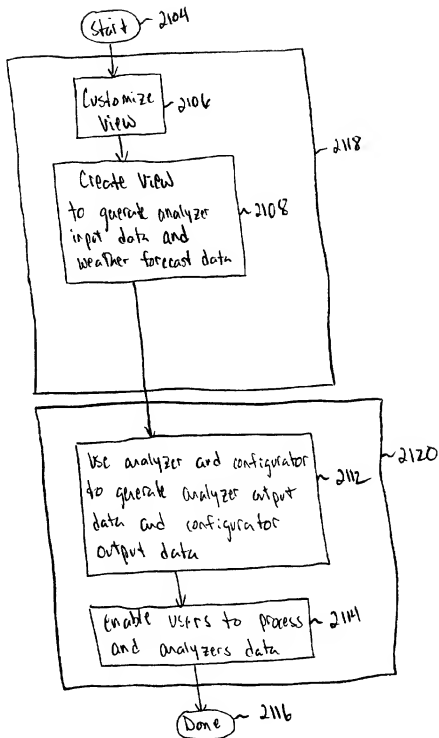 Start 2104
Customize 2106
View
2118
Create View
to generate analyzer 2108
input data and
weather forecast data
Use analyzer and configurator 2120
to generate analyzer output 2112
data and configurator
output data
Enable users to process 2114
and analyzers data
Done 2116